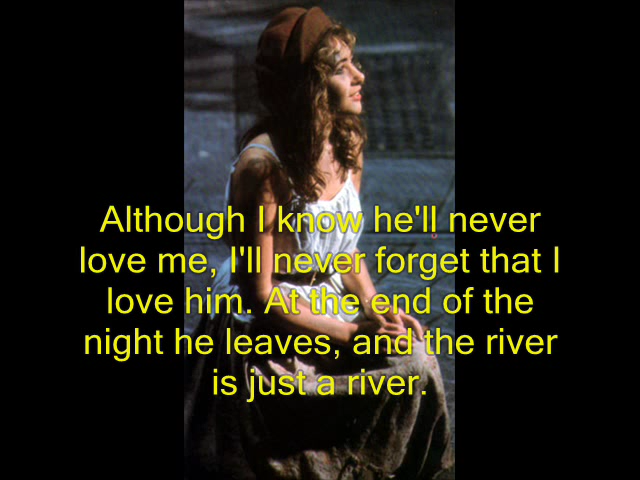 Although I know he'll never
love me, I'll never forget that I
love him. At the end of the
night he leaves, and the river
is just a river.